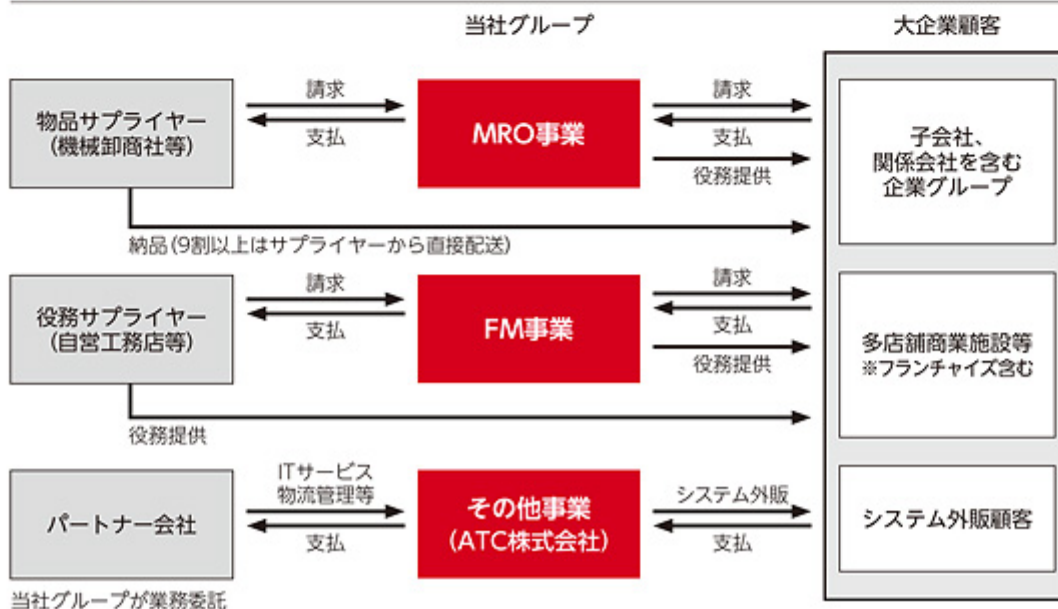 当社グループ
大企業顧客
物品サプライヤー
(機械卸商社等)
請求
支払
MRO事業
請求
支払
役務提供
子会社、
関係会社を含む
企業グループ
納品(9割以上はサプライヤーから直接配送)
役務サプライヤー
(自営工務店等)
請求
支払
FM事業
請求
支払
役務提供
多店舗商業施設等
※フランチャイズ含む
役務提供
パートナー会社
ITサービス
物流管理等
支払
その他事業
(ATC株式会社)
システム外販
支払
システム外販顧客
当社グループが業務委託